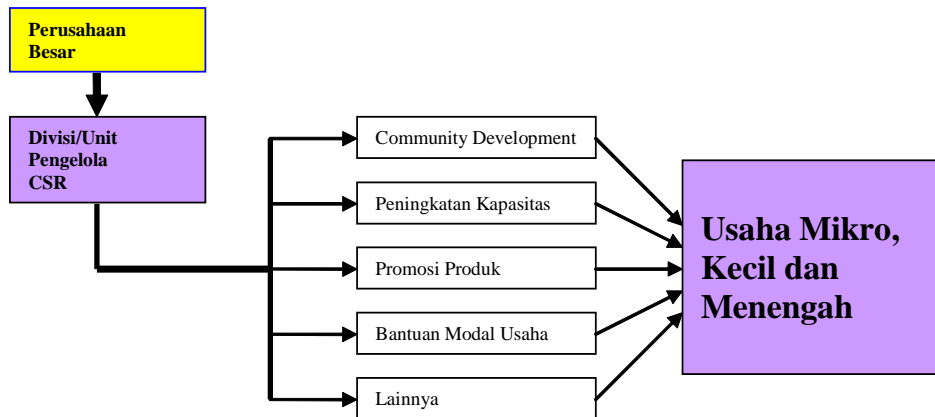 Perusahaan
Besar
Divisi/Unit
Pengelola
CSR
Community Development
Peningkatan Kapasitas
Promosi Produk
Bantuan Modal Usaha
Lainnya
Usaha Mikro,
Kecil dan
Menengah